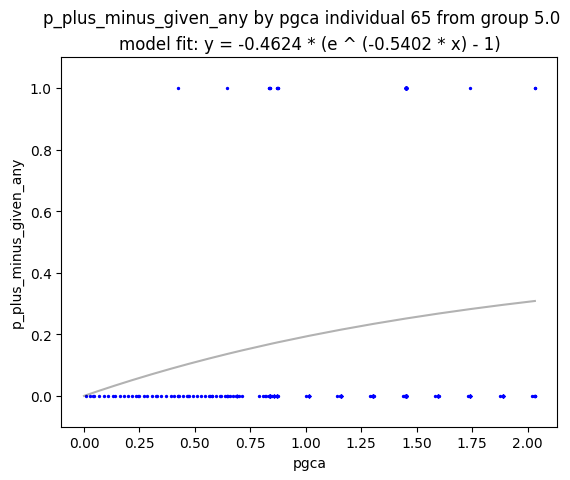 p_plus_minus_given_any by pgca individual 65 from group 5.0
model fit: y = -0.4624 * (e ^ (-0.5402 * x) - 1)
1.0
0.8
0.6
0.4
0.2
0.0
p_plus_minus_given_any
0.00 0.25 0.50 0.75 1.00 1.25 1.50 1.75 2.00
pgca